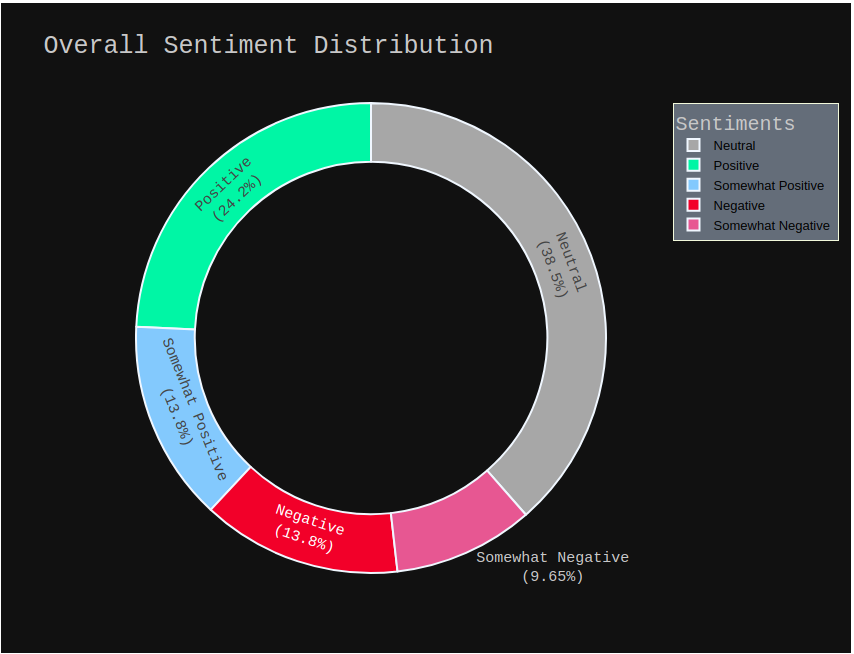 Overall Sentiment Distribution
Sentiments
Neutral
Positive
Somewhat Positive
Negative
Somewhat Negative
Neutral
(38.5%)
Positive
(24.2%)
Somewhat Positive
(13.8%)
Negative
(13.8%)
Somewhat Negative
(9.65%)